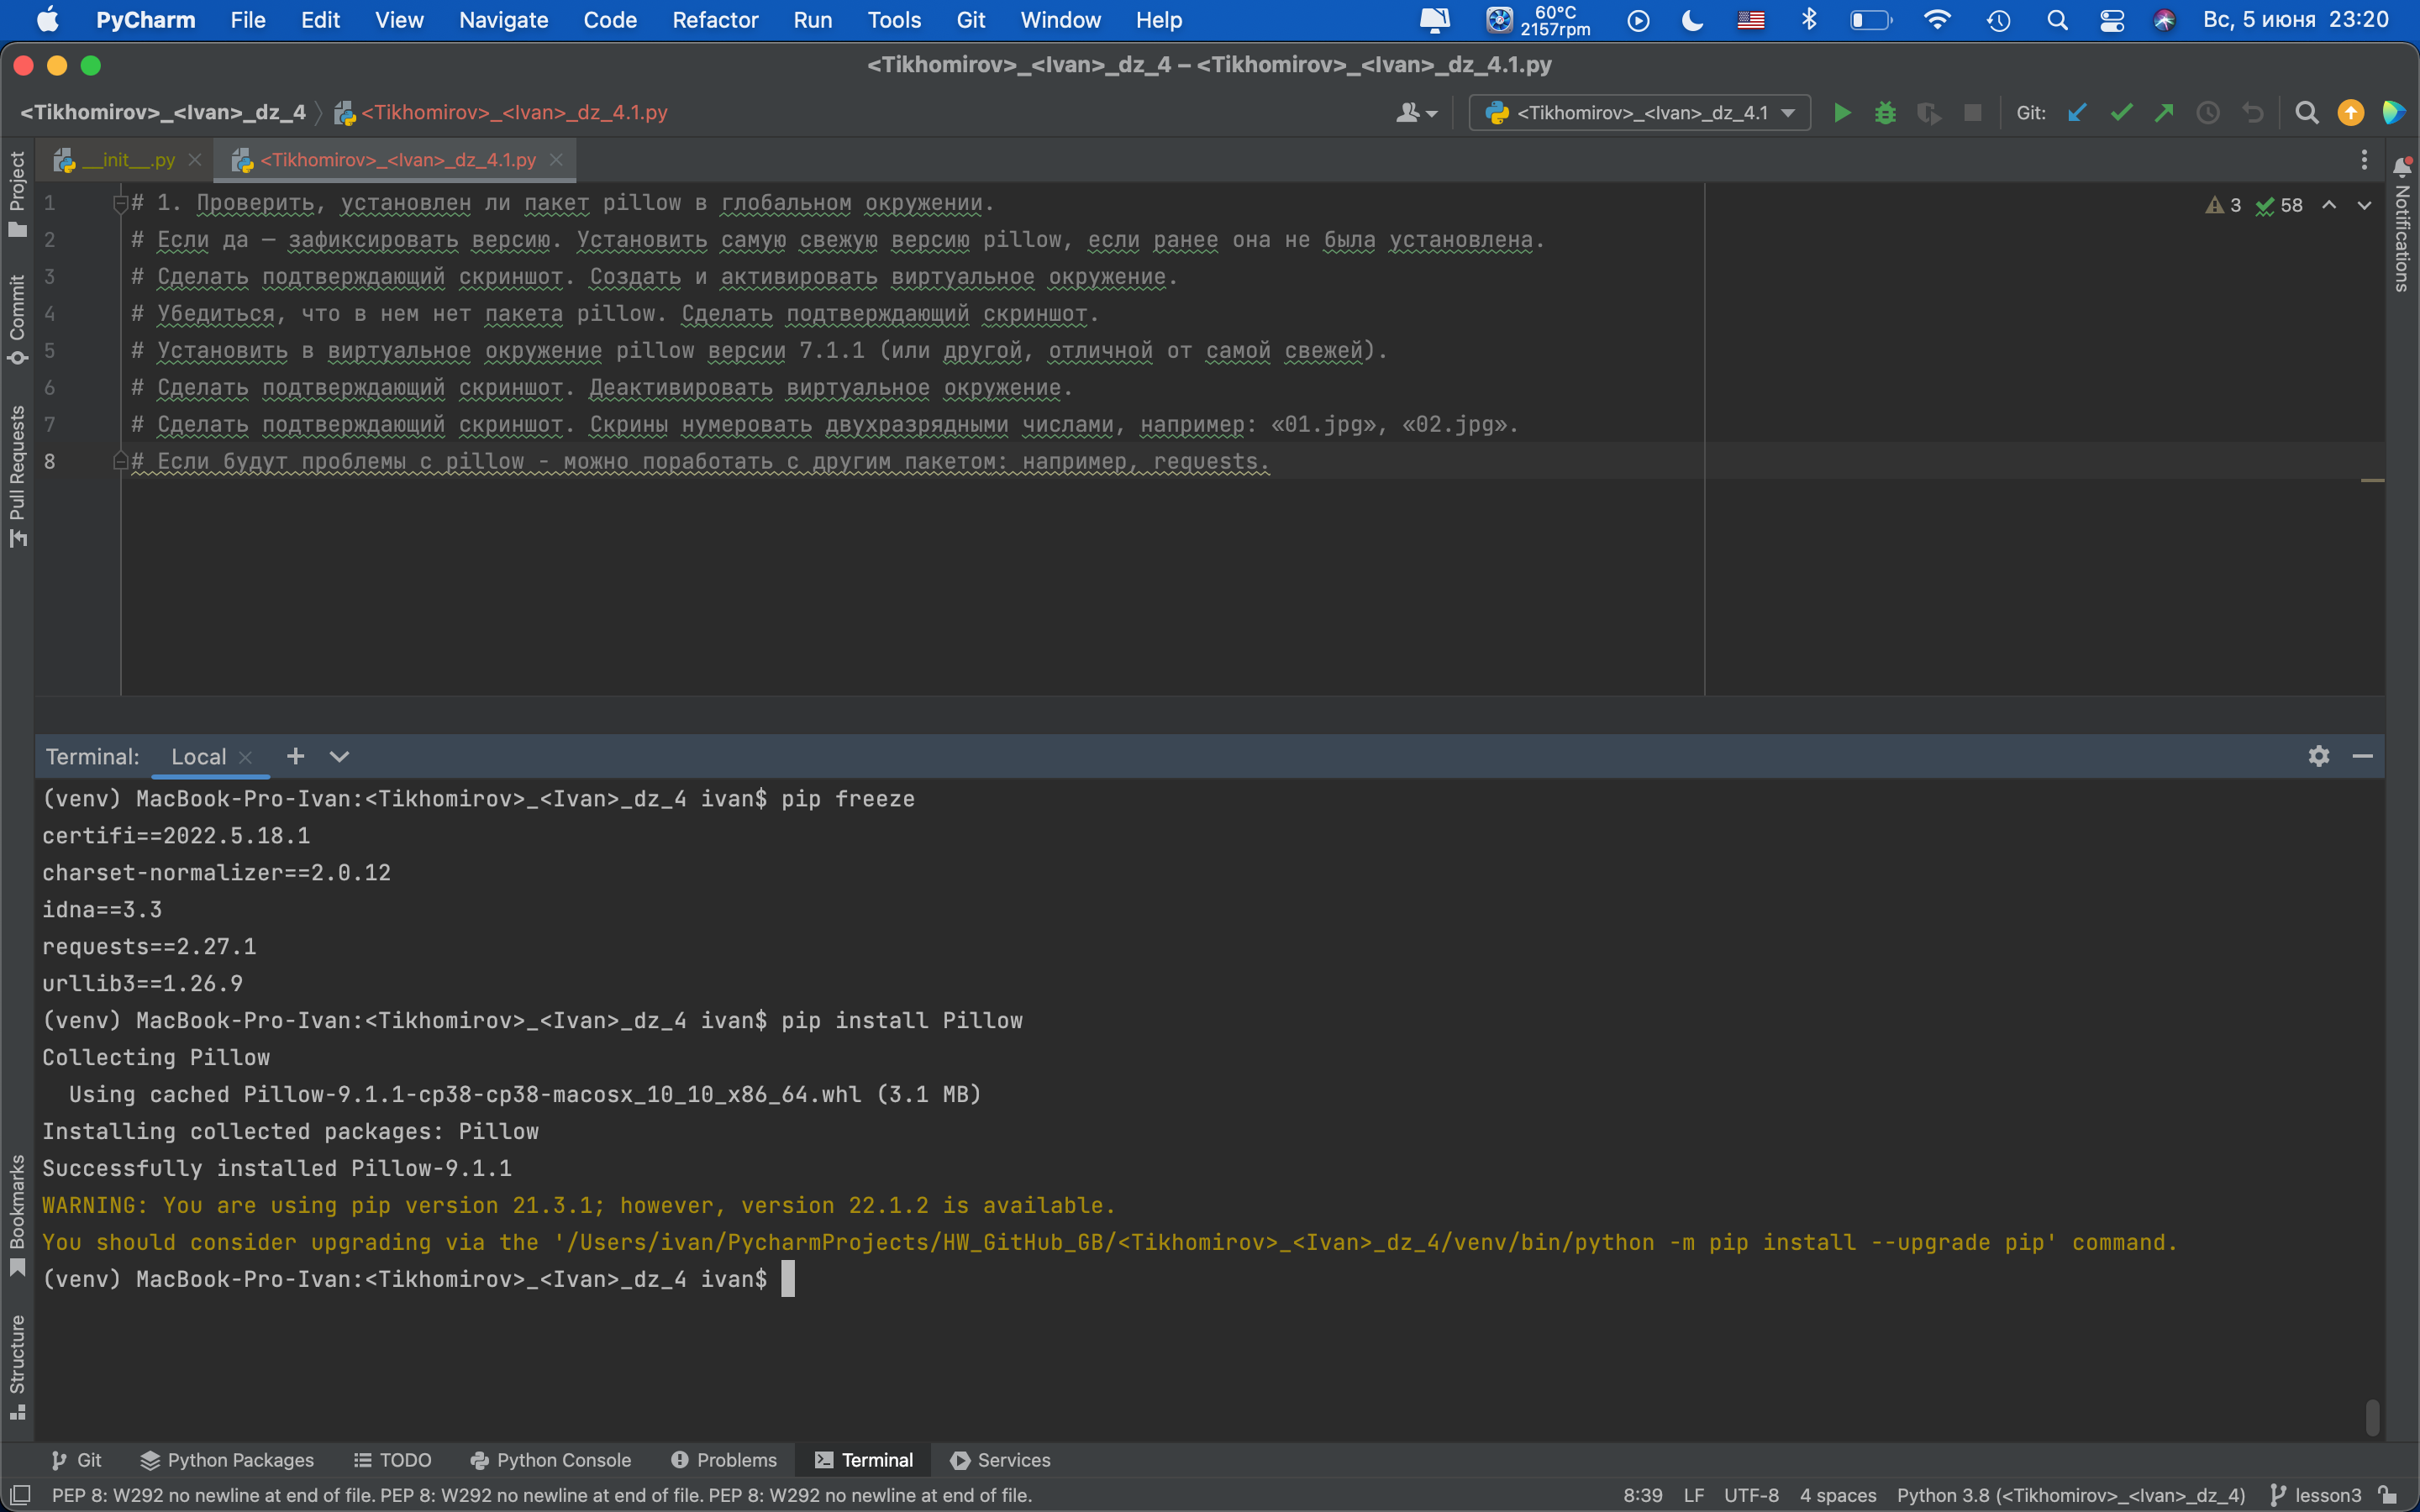 PyCharm File Edit View Navigate Code Refactor Run Tools Git Window Help 60°C 2157rpm Вс, 5 июня 23:20
<Tikhomirov>_<Ivan>_dz_4 – <Tikhomirov>_<Ivan>_dz_4.1.py
<Tikhomirov>_<Ivan>_dz_4 <Tikhomirov>_<Ivan>_dz_4.1.py <Tikhomirov>_<Ivan>_dz_4.1 Git:
__init__.py <Tikhomirov>_<Ivan>_dz_4.1.py
Project
Commit
Pull Requests
Bookmarks
Structure
Notifications
3 58
1 # 1. Проверить, установлен ли пакет pillow в глобальном окружении.
2 # Если да — зафиксировать версию. Установить самую свежую версию pillow, если ранее она не была установлена.
3 # Сделать подтверждающий скриншот. Создать и активировать виртуальное окружение.
4 # Убедиться, что в нем нет пакета pillow. Сделать подтверждающий скриншот.
5 # Установить в виртуальное окружение pillow версии 7.1.1 (или другой, отличной от самой свежей).
6 # Сделать подтверждающий скриншот. Деактивировать виртуальное окружение.
7 # Сделать подтверждающий скриншот. Скрины нумеровать двухразрядными числами, например: «01.jpg», «02.jpg».
8 # Если будут проблемы с pillow - можно поработать с другим пакетом: например, requests.
Terminal: Local
(venv) MacBook-Pro-Ivan:<Tikhomirov>_<Ivan>_dz_4 ivan$ pip freeze
certifi==2022.5.18.1
charset-normalizer==2.0.12
idna==3.3
requests==2.27.1
urllib3==1.26.9
(venv) MacBook-Pro-Ivan:<Tikhomirov>_<Ivan>_dz_4 ivan$ pip install Pillow
Collecting Pillow
  Using cached Pillow-9.1.1-cp38-cp38-macosx_10_10_x86_64.whl (3.1 MB)
Installing collected packages: Pillow
Successfully installed Pillow-9.1.1
WARNING: You are using pip version 21.3.1; however, version 22.1.2 is available.
You should consider upgrading via the '/Users/ivan/PycharmProjects/HW_GitHub_GB/<Tikhomirov>_<Ivan>_dz_4/venv/bin/python -m pip install --upgrade pip' command.
(venv) MacBook-Pro-Ivan:<Tikhomirov>_<Ivan>_dz_4 ivan$
Git Python Packages TODO Python Console Problems Terminal Services
PEP 8: W292 no newline at end of file. PEP 8: W292 no newline at end of file. PEP 8: W292 no newline at end of file. 8:39 LF UTF-8 4 spaces Python 3.8 (<Tikhomirov>_<Ivan>_dz_4) lesson3